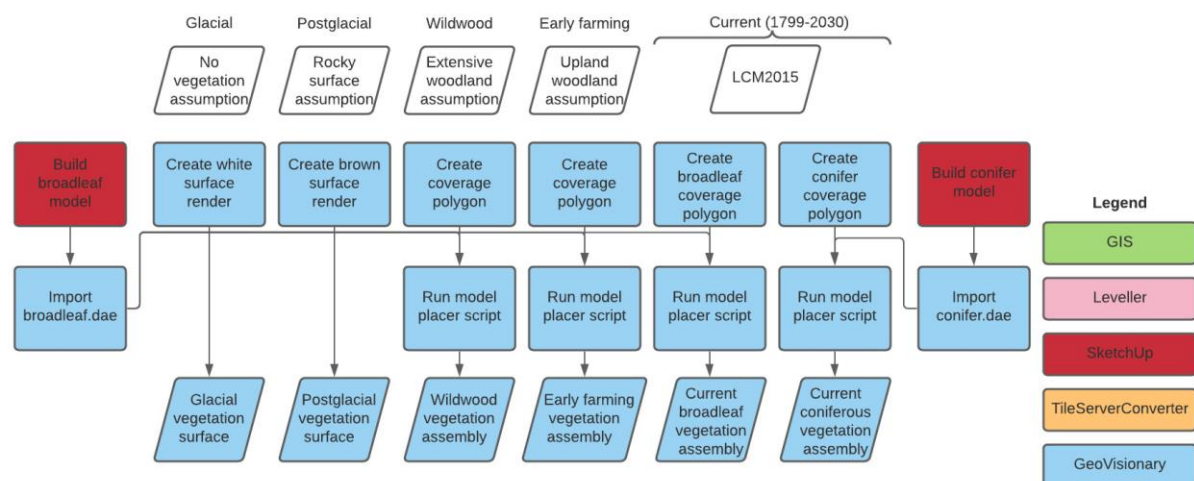 Glacial
Postglacial
Wildwood
Early farming
Current (1799-2030)
No
vegetation
assumption
Rocky
surface
assumption
Extensive
woodland
assumption
Upland
woodland
assumption
LCM2015
Build
broadleaf
model
Create white
surface
render
Create brown
surface
render
Create
coverage
polygon
Create
coverage
polygon
Create
broadleaf
coverage
polygon
Create
conifer
coverage
polygon
Build conifer
model
Import
broadleaf.dae
Run model
placer script
Run model
placer script
Run model
placer script
Run model
placer script
Import
conifer.dae
Glacial
vegetation
surface
Postglacial
vegetation
surface
Wildwood
vegetation
assembly
Early farming
vegetation
assembly
Current
broadleaf
vegetation
assembly
Current
coniferous
vegetation
assembly
Legend
GIS
Leveller
SketchUp
TileServerConverter
GeoVisionary